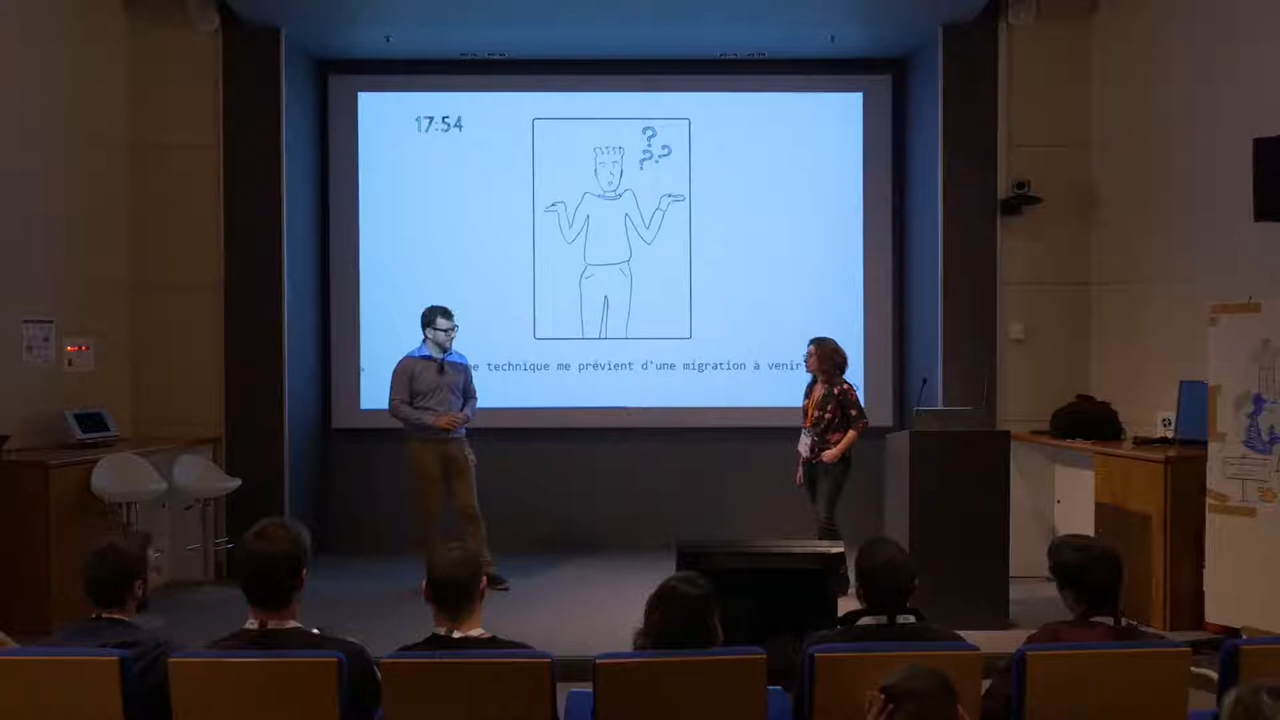 17:54
? ? ?
technique me prévient d'une migration à venir